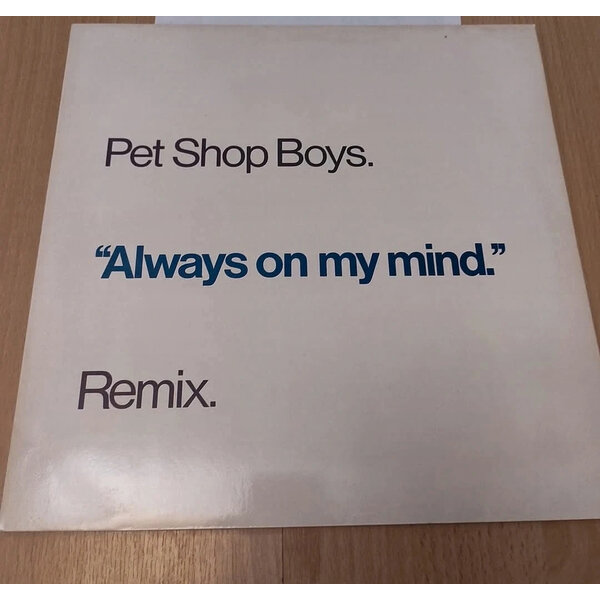 Pet Shop Boys.
“Always on my mind.”
Remix.